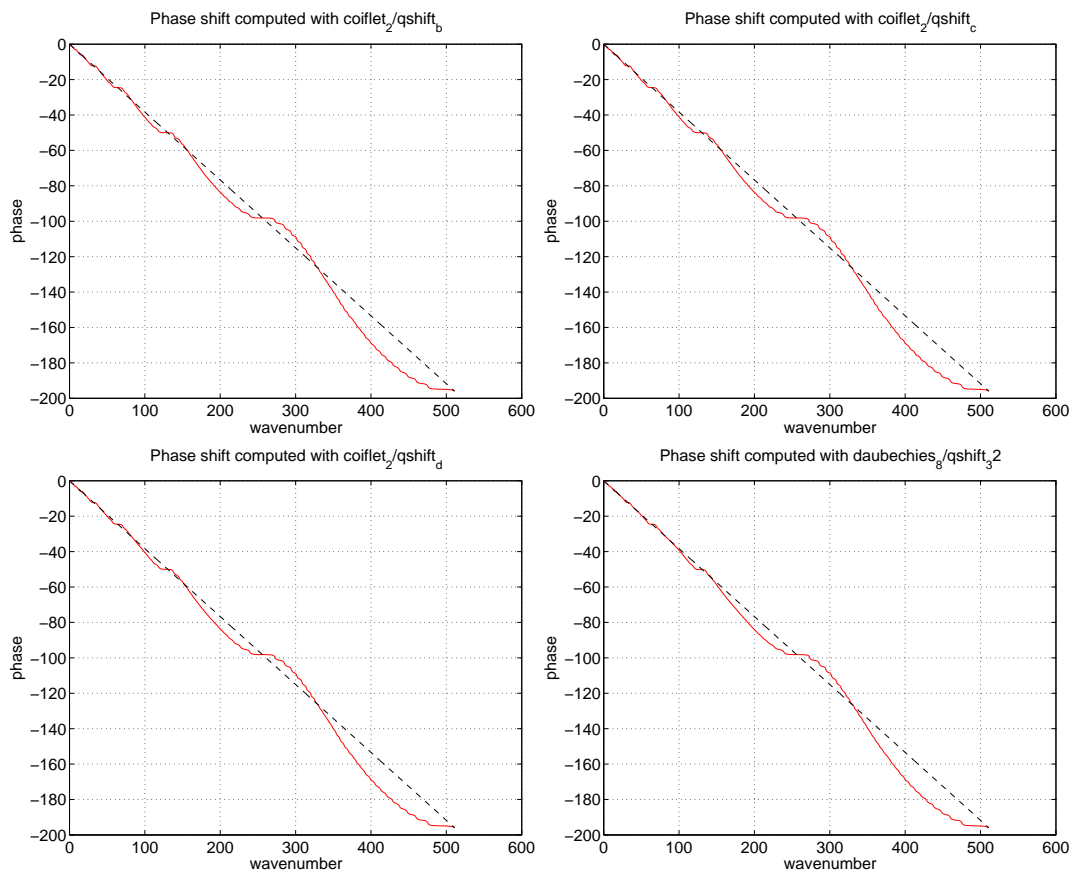 Phase shift computed with coiflet₂/qshift_b
0
−20
−40
−60
−80
−100
−120
−140
−160
−180
−200
phase
0 100 200 300 400 500 600
wavenumber
Phase shift computed with coiflet₂/qshift_c
0
−20
−40
−60
−80
−100
−120
−140
−160
−180
−200
phase
0 100 200 300 400 500 600
wavenumber
Phase shift computed with coiflet₂/qshift_d
0
−20
−40
−60
−80
−100
−120
−140
−160
−180
−200
phase
0 100 200 300 400 500 600
wavenumber
Phase shift computed with daubechies₈/qshift₃2
0
−20
−40
−60
−80
−100
−120
−140
−160
−180
−200
phase
0 100 200 300 400 500 600
wavenumber